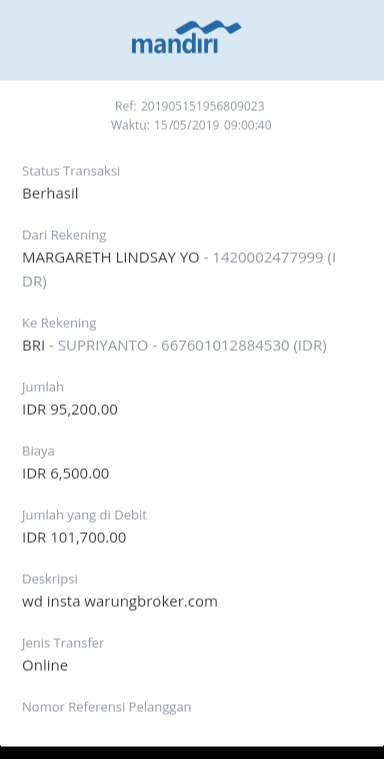 mandiri
Ref: 201905151956809023
Waktu: 15/05/2019 09:00:40
Status Transaksi
Berhasil
Dari Rekening
MARGARETH LINDSAY YO - 1420002477999 (I
DR)
Ke Rekening
BRI - SUPRIYANTO - 667601012884530 (IDR)
Jumlah
IDR 95,200.00
Biaya
IDR 6,500.00
Jumlah yang di Debit
IDR 101,700.00
Deskripsi
wd insta warungbroker.com
Jenis Transfer
Online
Nomor Referensi Pelanggan